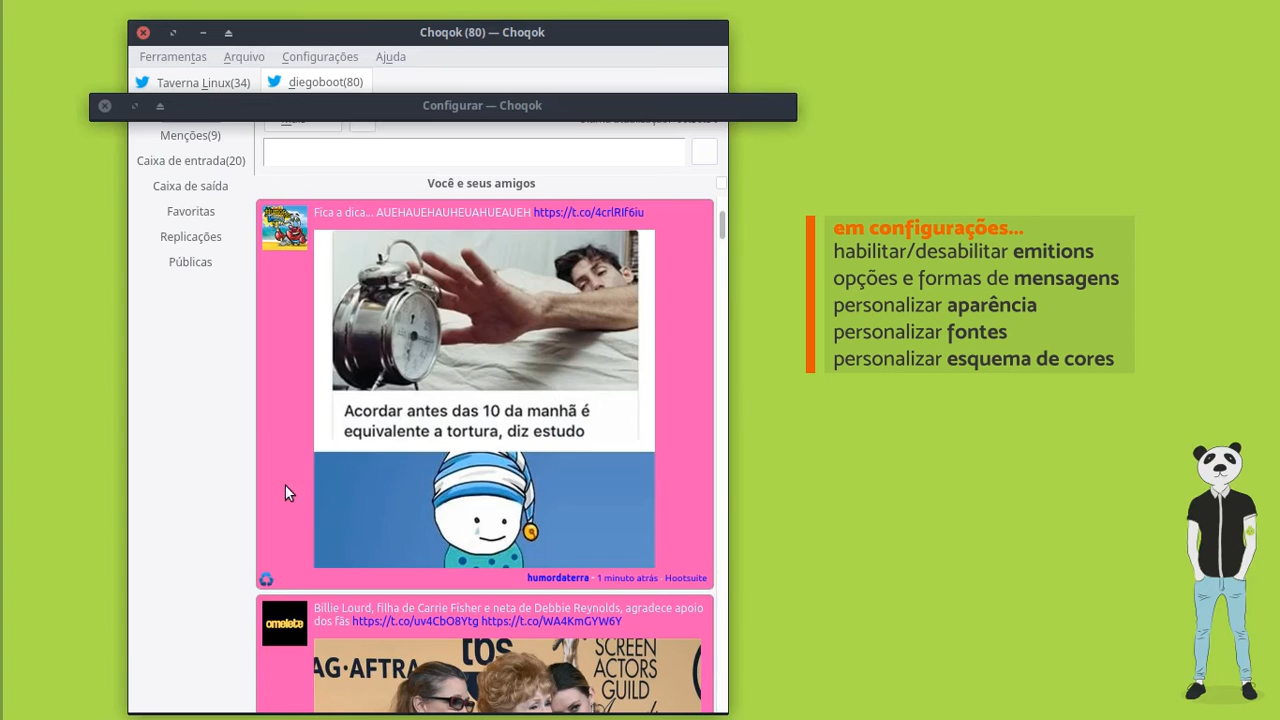 Choqok (80) — Choqok
Ferramentas Arquivo Configurações Ajuda
Taverna Linux(34) diegoboot(80)
Configurar — Choqok
Menções(9)
Caixa de entrada(20)
Caixa de saída
Favoritas
Replicações
Públicas
Você e seus amigos
Fica a dica... AUEHAUEHAUHEUAHUEAUEH https://t.co/4crlRIf6iu
Acordar antes das 10 da manhã é
equivalente a tortura, diz estudo
humordaterra - 1 minuto atrás - Hootsuite
omelete
Billie Lourd, filha de Carrie Fisher e neta de Debbie Reynolds, agradece apoio
dos fãs https://t.co/uv4CbO8Ytg https://t.co/WA4KmGYW6Y
AG·AFTRA
tbs
SCREEN
ACTORS
GUILD
em configurações...
habilitar/desabilitar emitions
opções e formas de mensagens
personalizar aparência
personalizar fontes
personalizar esquema de cores